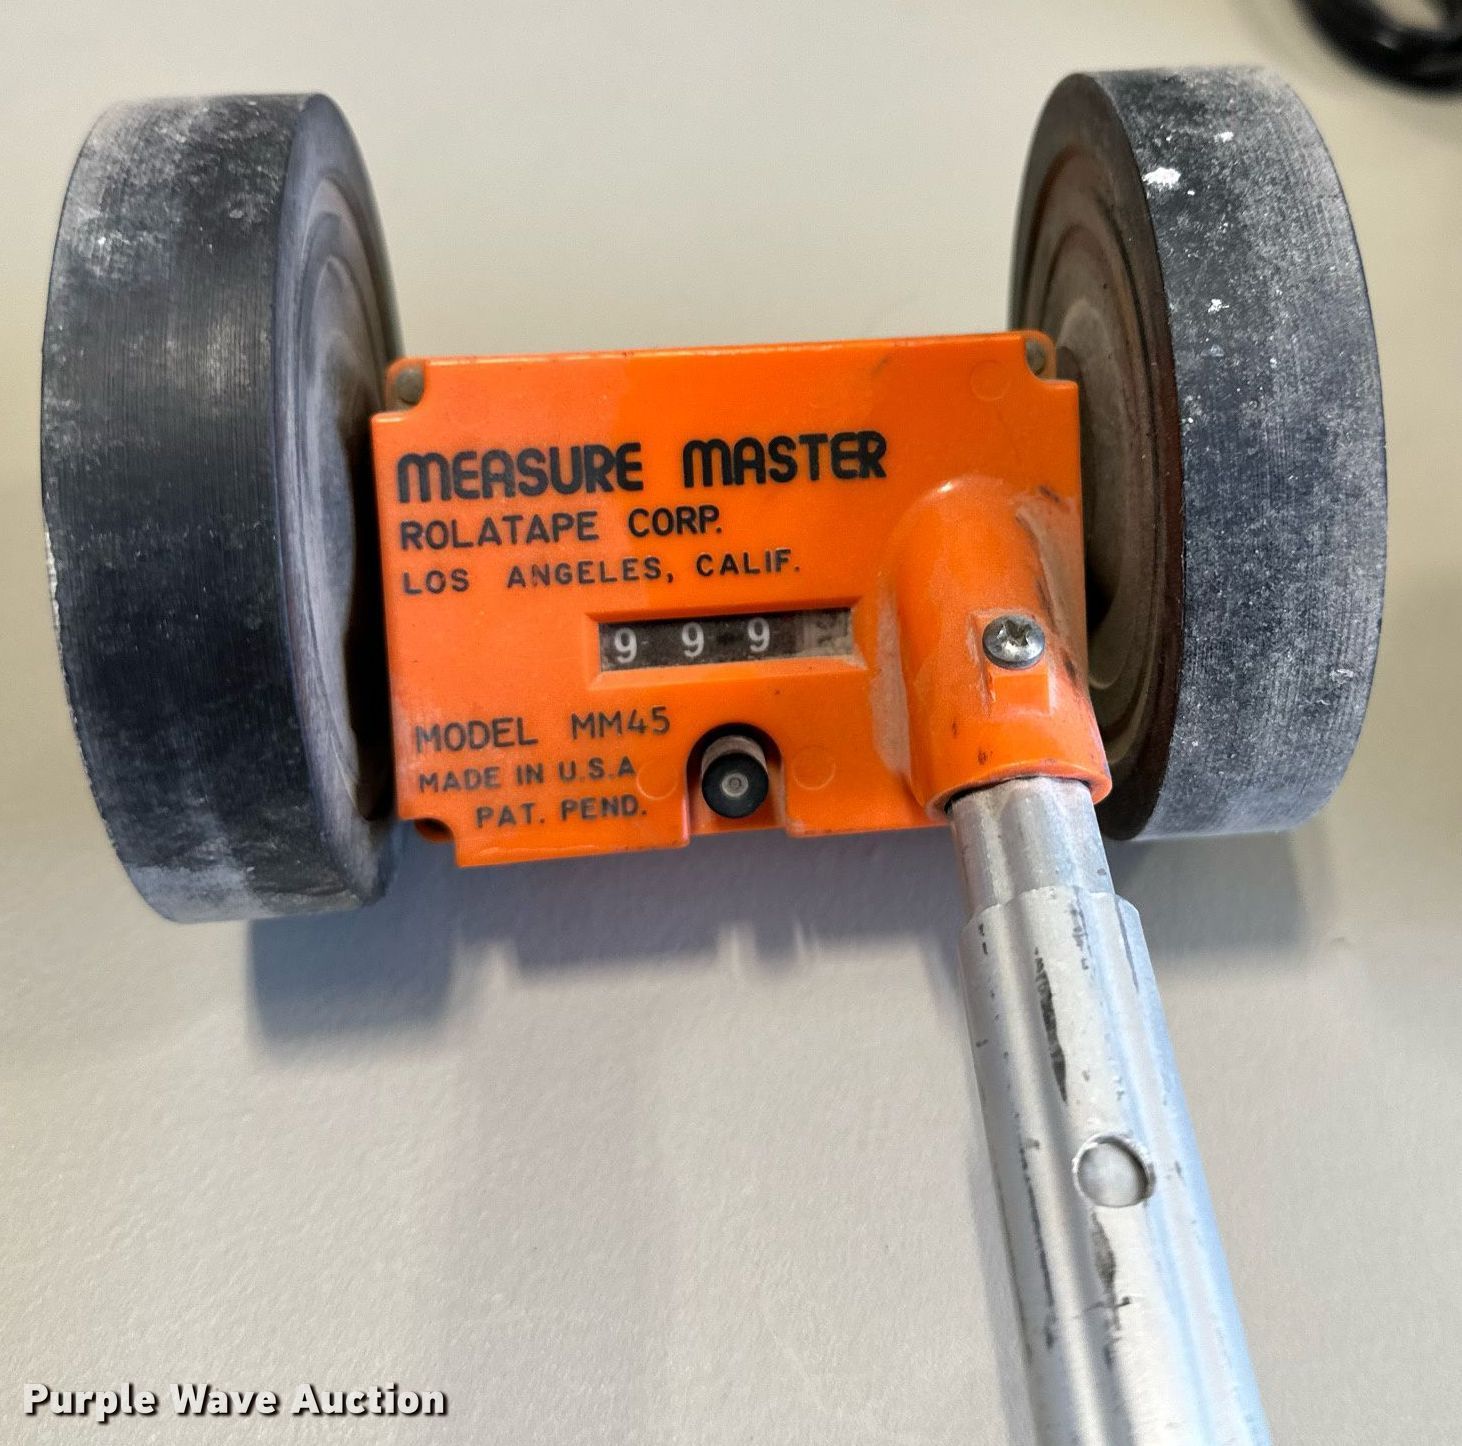 MEASURE MASTER
ROLATAPE CORP.
LOS ANGELES, CALIF.
9 9 9
MODEL MM45
MADE IN U.S.A
PAT. PEND.
Purple Wave Auction